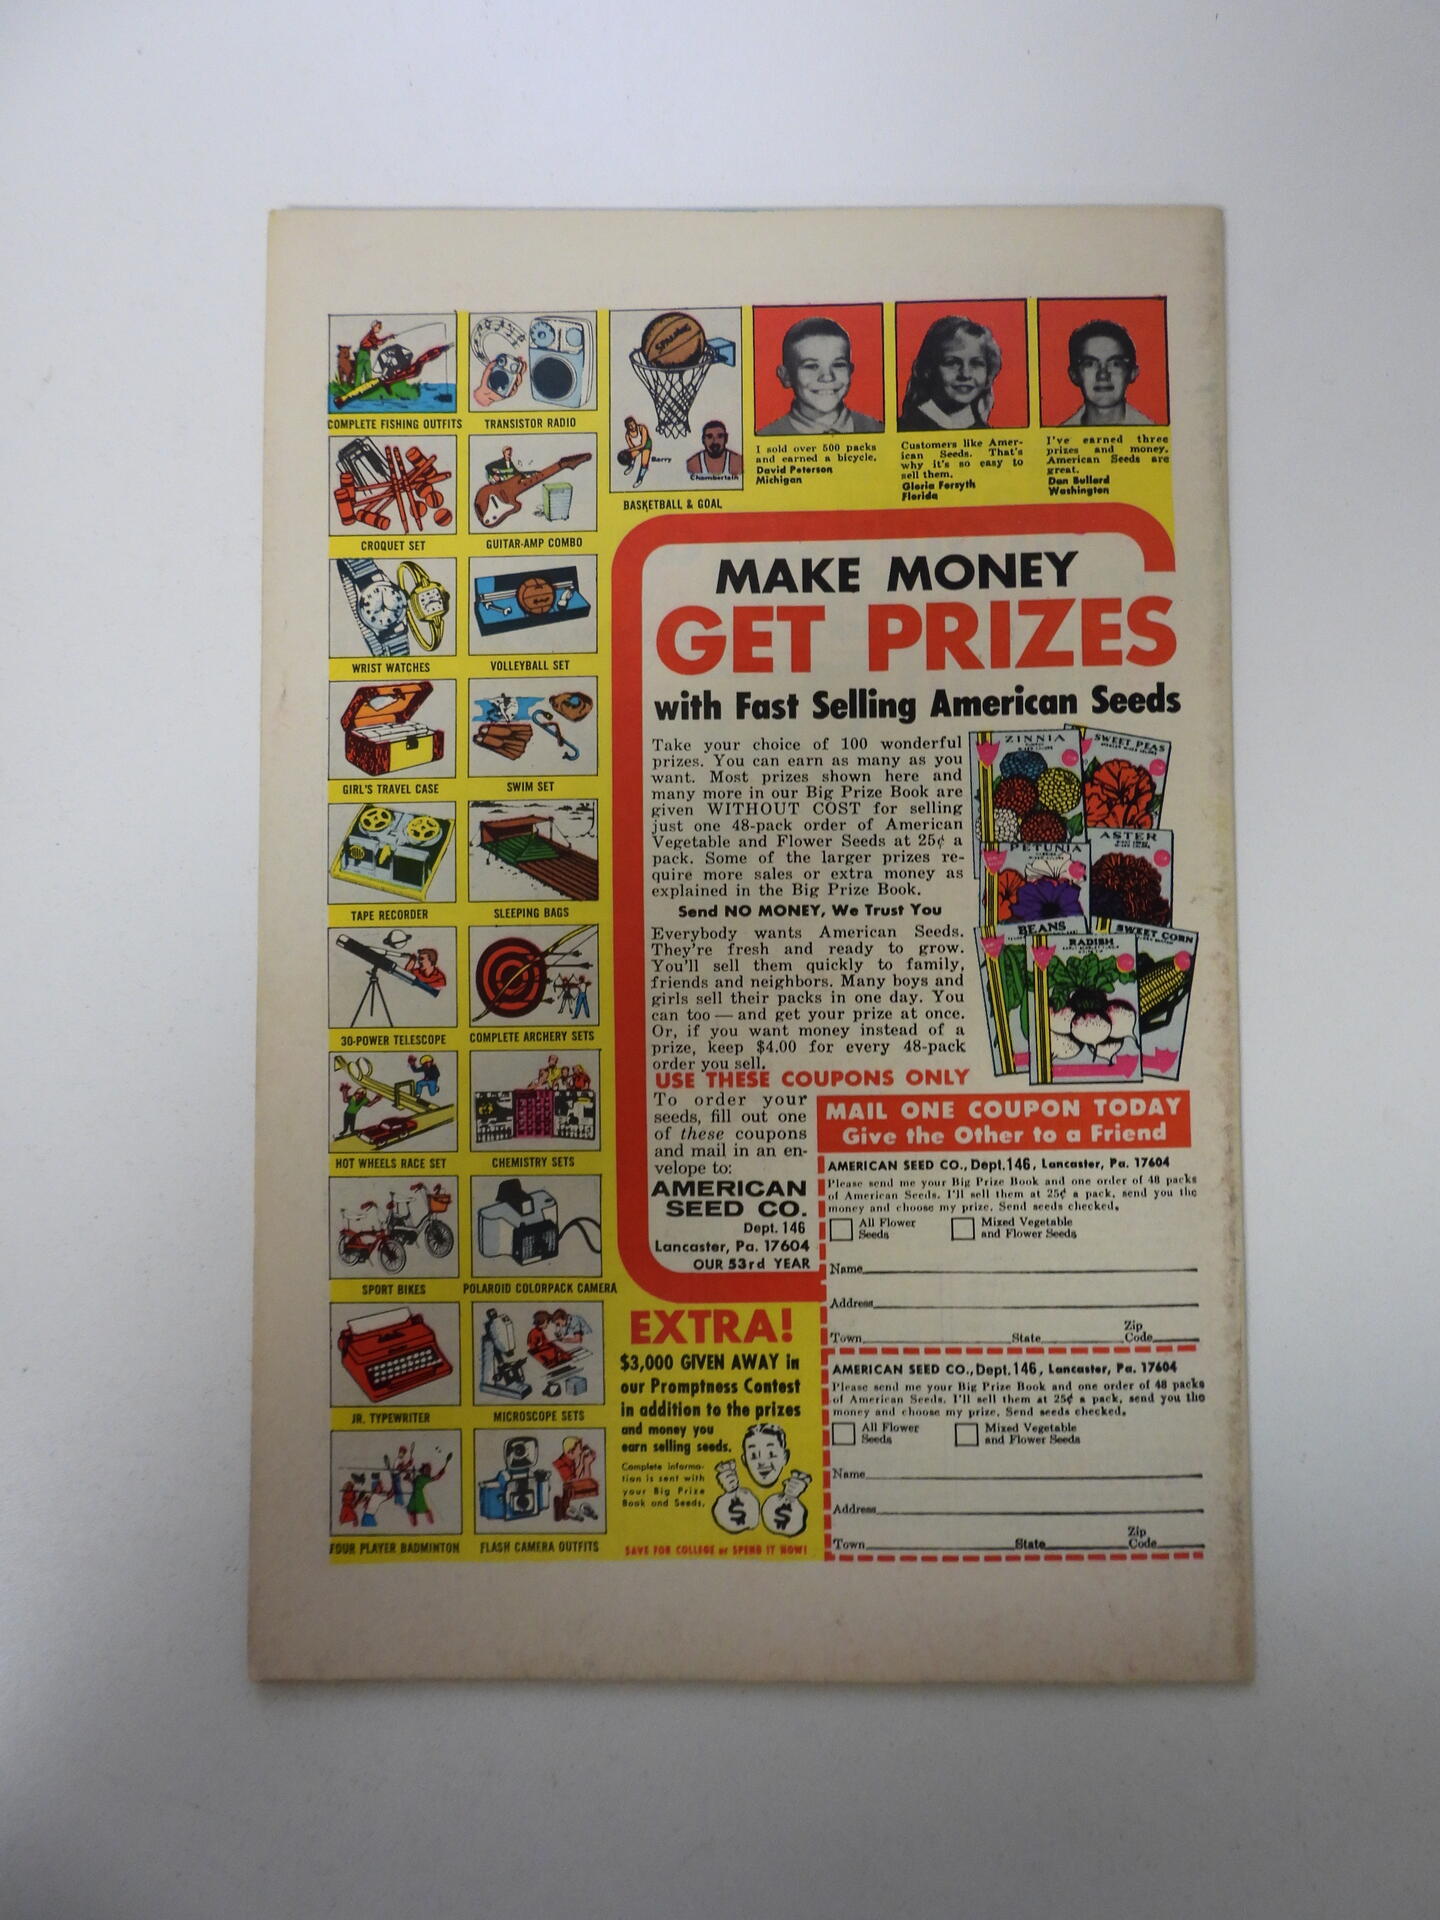 COMPLETE FISHING OUTFITS
TRANSISTOR RADIO
CROQUET SET
GUITAR-AMP COMBO
WRIST WATCHES
VOLLEYBALL SET
GIRL'S TRAVEL CASE
SWIM SET
TAPE RECORDER
SLEEPING BAGS
30-POWER TELESCOPE
COMPLETE ARCHERY SETS
HOT WHEELS RACE SET
CHEMISTRY SETS
SPORT BIKES
POLAROID COLORPACK CAMERA
JR. TYPEWRITER
MICROSCOPE SETS
FOUR PLAYER BADMINTON
FLASH CAMERA OUTFITS
SPALDING
Barry
Chamberlain
BASKETBALL & GOAL
I sold over 500 packs
and earned a bicycle.
David Peterson
Michigan
Customers like Amer-
ican Seeds. That's
why it's so easy to
sell them.
Gloria Forsyth
Florida
I've earned three
prizes and money.
American Seeds are
great.
Dan Bullard
Washington
MAKE MONEY
GET PRIZES
with Fast Selling American Seeds
Take your choice of 100 wonderful
prizes. You can earn as many as you
want. Most prizes shown here and
many more in our Big Prize Book are
given WITHOUT COST for selling
just one 48-pack order of American
Vegetable and Flower Seeds at 25¢ a
pack. Some of the larger prizes re-
quire more sales or extra money as
explained in the Big Prize Book.
Send NO MONEY, We Trust You
Everybody wants American Seeds.
They're fresh and ready to grow.
You'll sell them quickly to family,
friends and neighbors. Many boys and
girls sell their packs in one day. You
can too — and get your prize at once.
Or, if you want money instead of a
prize, keep $4.00 for every 48-pack
order you sell.
ZINNIA
SWEET PEAS
PETUNIA
ASTER
BEANS
RADISH
SWEET CORN
USE THESE COUPONS ONLY
To order your
seeds, fill out one
of these coupons
and mail in an en-
velope to:
AMERICAN
SEED CO.
Dept. 146
Lancaster, Pa. 17604
OUR 53rd YEAR
MAIL ONE COUPON TODAY
Give the Other to a Friend
AMERICAN SEED CO., Dept. 146, Lancaster, Pa. 17604
Please send me your Big Prize Book and one order of 48 packs
of American Seeds. I'll sell them at 25¢ a pack, send you the
money and choose my prize. Send seeds checked.
All Flower Seeds
Mixed Vegetable and Flower Seeds
Name
Address
Town State Zip Code
AMERICAN SEED CO., Dept. 146, Lancaster, Pa. 17604
Please send me your Big Prize Book and one order of 48 packs
of American Seeds. I'll sell them at 25¢ a pack, send you the
money and choose my prize. Send seeds checked.
All Flower Seeds
Mixed Vegetable and Flower Seeds
Name
Address
Town State Zip Code
EXTRA!
$3,000 GIVEN AWAY in
our Promptness Contest
in addition to the prizes
and money you
earn selling seeds.
Complete informa-
tion is sent with
your Big Prize
Book and Seeds.
$ $
SAVE FOR COLLEGE or SPEND IT NOW!